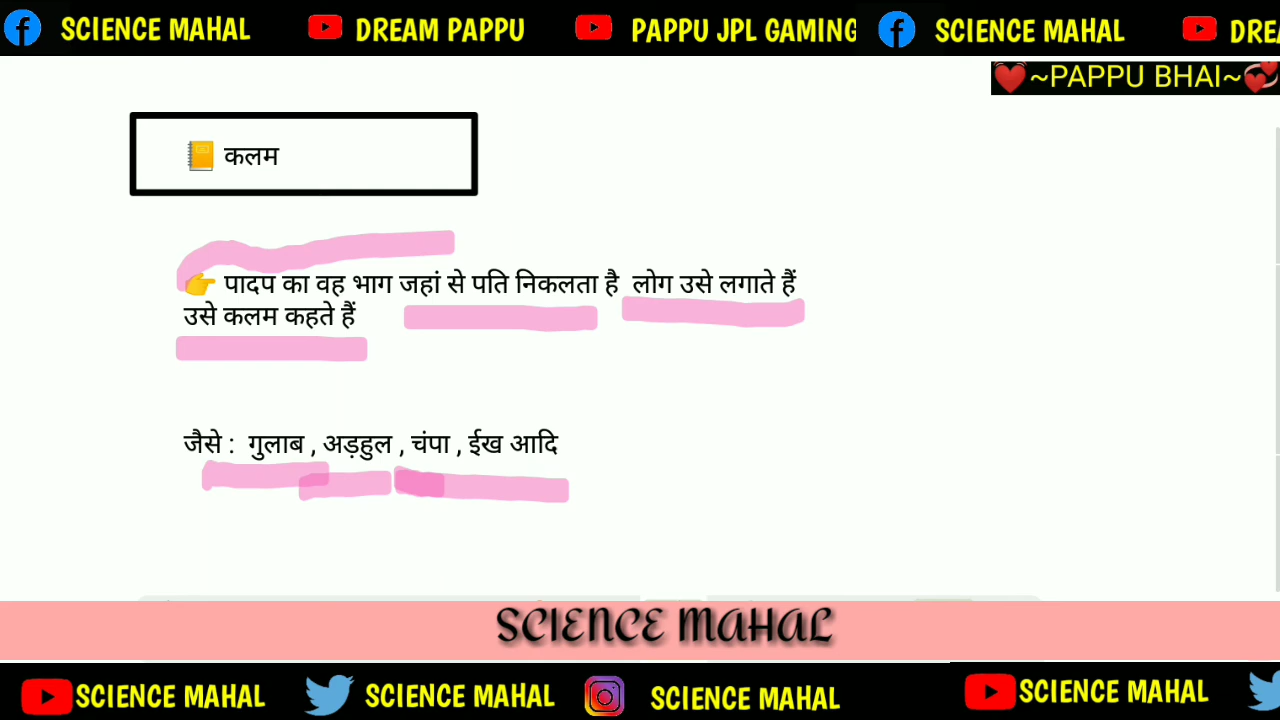 SCIENCE MAHAL DREAM PAPPU PAPPU JPL GAMING SCIENCE MAHAL DRE
~PAPPU BHAI~
कलम
पादप का वह भाग जहां से पति निकलता है लोग उसे लगाते हैं
उसे कलम कहते हैं
जैसे : गुलाब , अड़हुल , चंपा , ईख आदि
SCIENCE MAHAL
SCIENCE MAHAL SCIENCE MAHAL SCIENCE MAHAL SCIENCE MAHAL